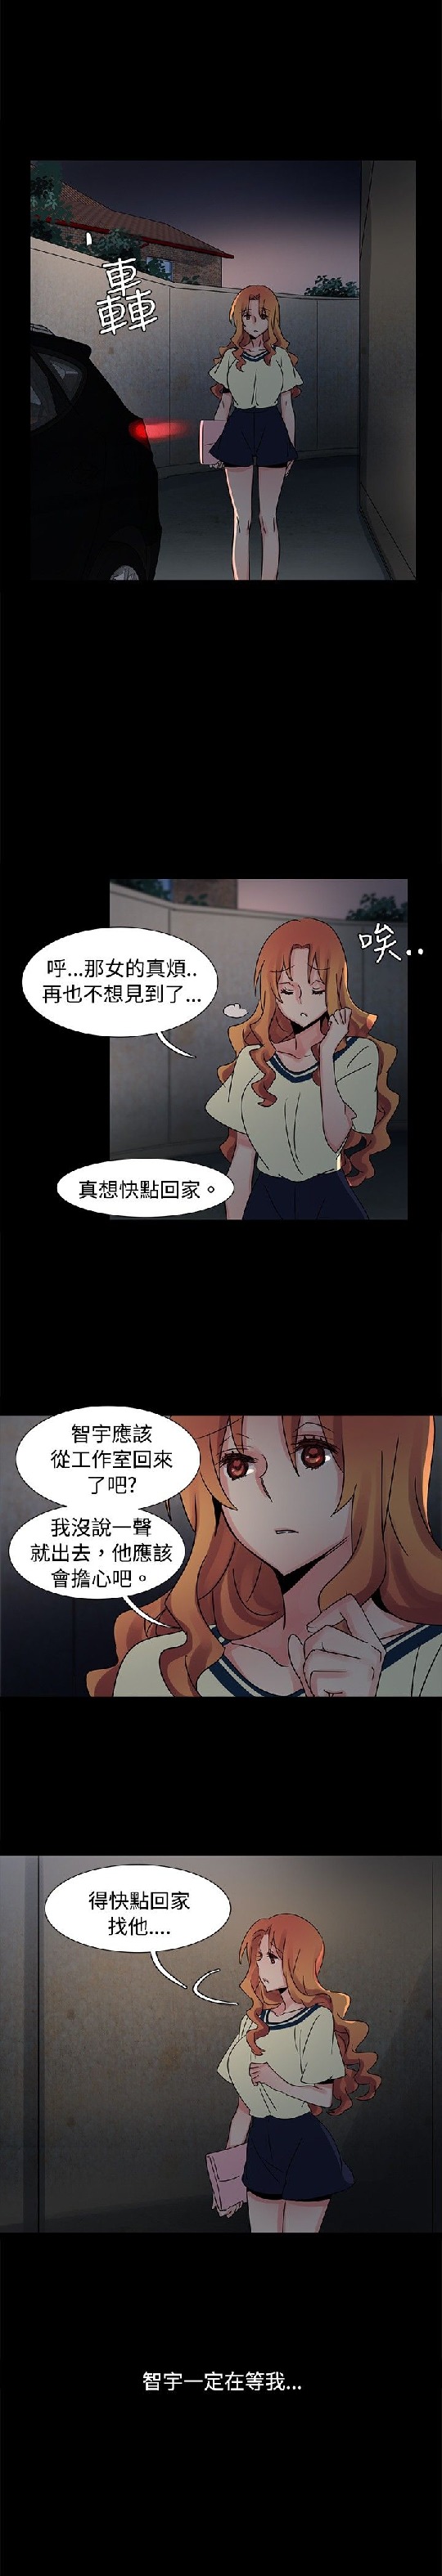 轟
唉..
呼...那女的真煩..
再也不想見到了...
真想快點回家。
智宇應該
從工作室回來
了吧?
我沒說一聲
就出去，他應該
會擔心吧。
得快點回家
找他....
智宇一定在等我...